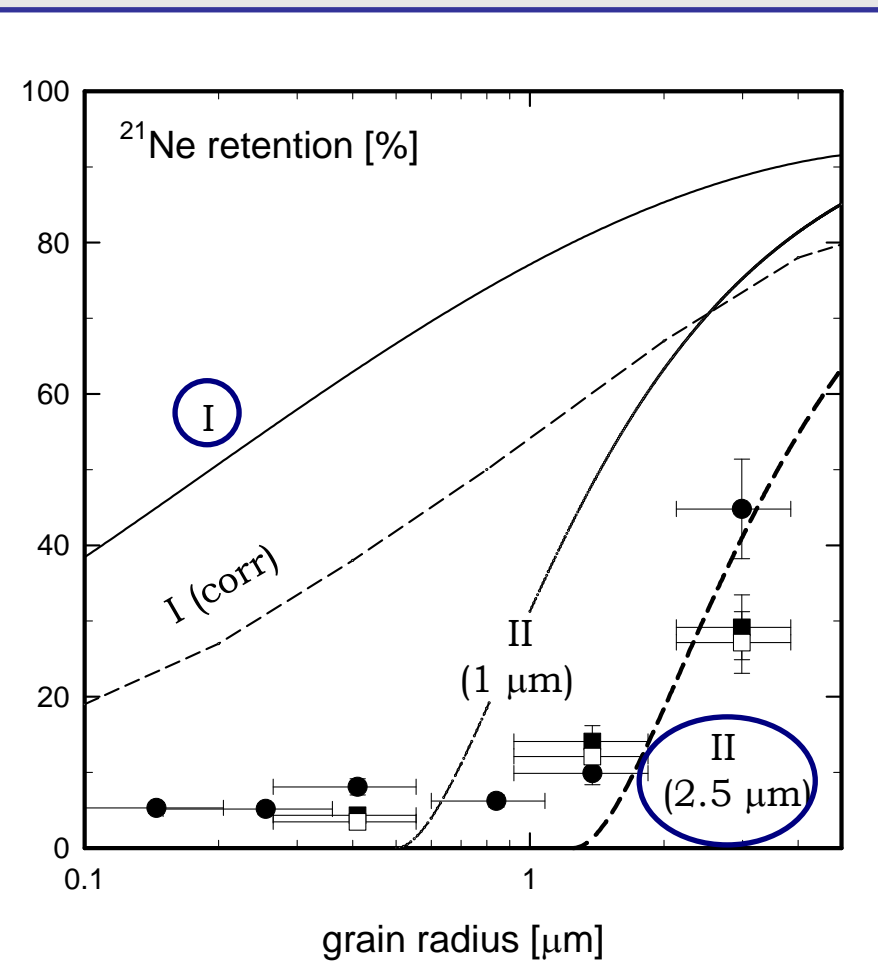 100
²¹Ne retention [%]
80
60
I
40
I (corr)
II
(1 μm)
20
II
(2.5 μm)
0
0.1
1
grain radius [μm]